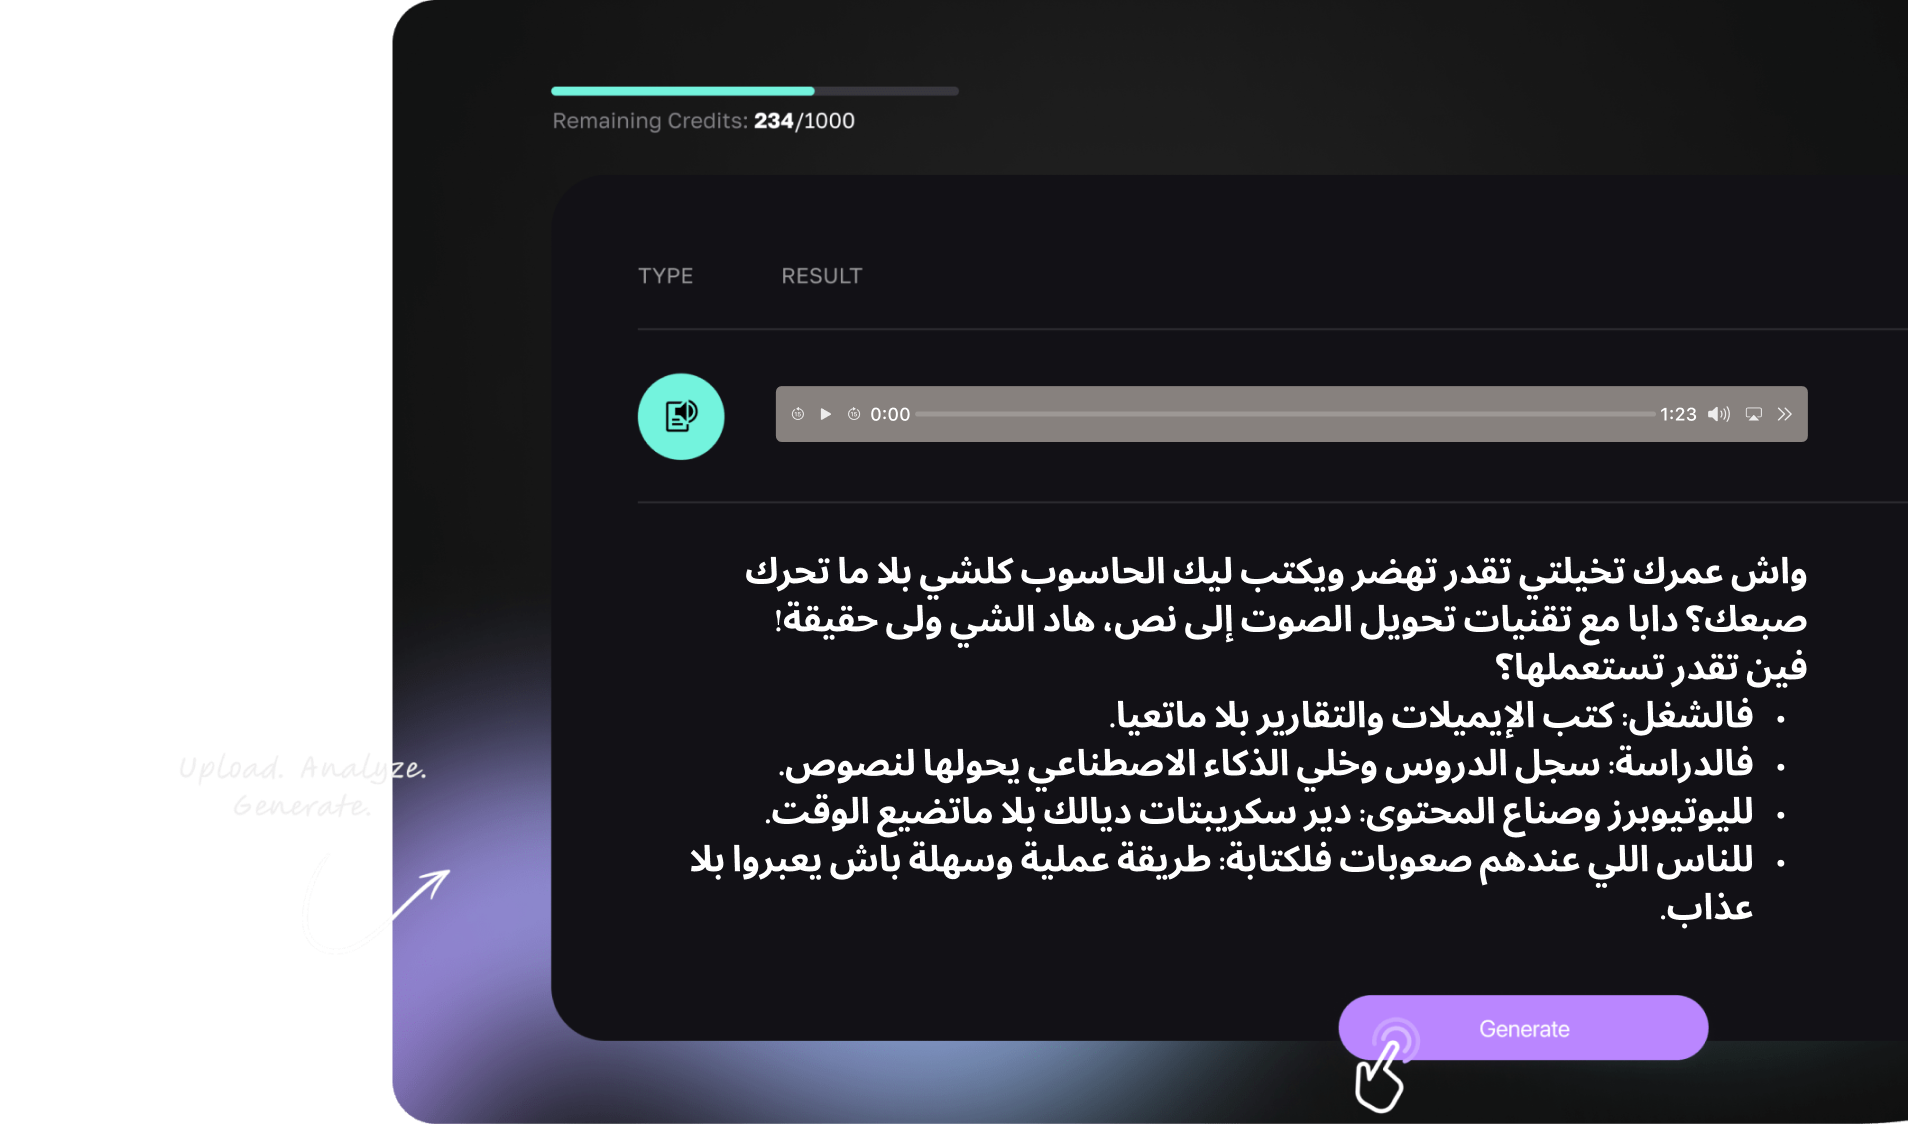 Remaining Credits: 234/1000
TYPE RESULT
0:00 1:23
واش عمرك تخيلتي تقدر تهضر ويكتب ليك الحاسوب كلشي بلا ما تحرك
صبعك؟ دابا مع تقنيات تحويل الصوت إلى نص، هاد الشي ولى حقيقة!
فين تقدر تستعملها؟
• فالشغل: كتب الإيميلات والتقارير بلا ماتعيا.
• فالدراسة: سجل الدروس وخلي الذكاء الاصطناعي يحولها لنصوص.
• لليوتيوبرز وصناع المحتوى: دير سكريبتات ديالك بلا ماتضيع الوقت.
• للناس اللي عندهم صعوبات فلكتابة: طريقة عملية وسهلة باش يعبروا بلا
عذاب.
Upload. Analyze.
Generate.
Generate